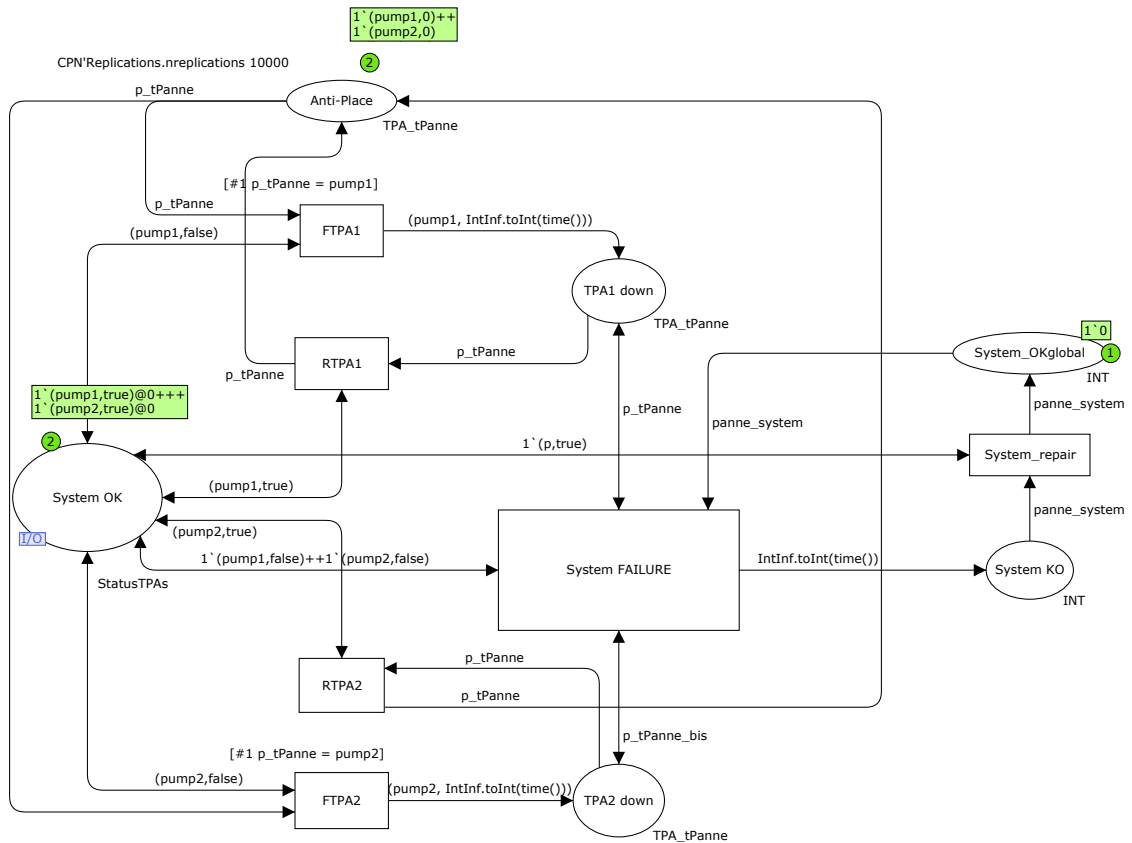 1`(pump1,0)++
1`(pump2,0)
CPN'Replications.nreplications 10000
2
p_tPanne
Anti-Place
TPA_tPanne
[#1 p_tPanne = pump1]
p_tPanne
(pump1, IntInf.toInt(time()))
FTPA1
(pump1,false)
TPA1 down
TPA_tPanne
1`0
System_OKglobal
1
INT
p_tPanne
RTPA1
p_tPanne
1`(pump1,true)@0+++
1`(pump2,true)@0
panne_system
p_tPanne
panne_system
2
1`(p,true)
System_repair
System OK
(pump1,true)
panne_system
(pump2,true)
I/O
1`(pump1,false)++1`(pump2,false)
System FAILURE
IntInf.toInt(time())
System KO
StatusTPAs
INT
p_tPanne
RTPA2
p_tPanne
p_tPanne_bis
[#1 p_tPanne = pump2]
(pump2,false)
(pump2, IntInf.toInt(time()))
FTPA2
TPA2 down
TPA_tPanne